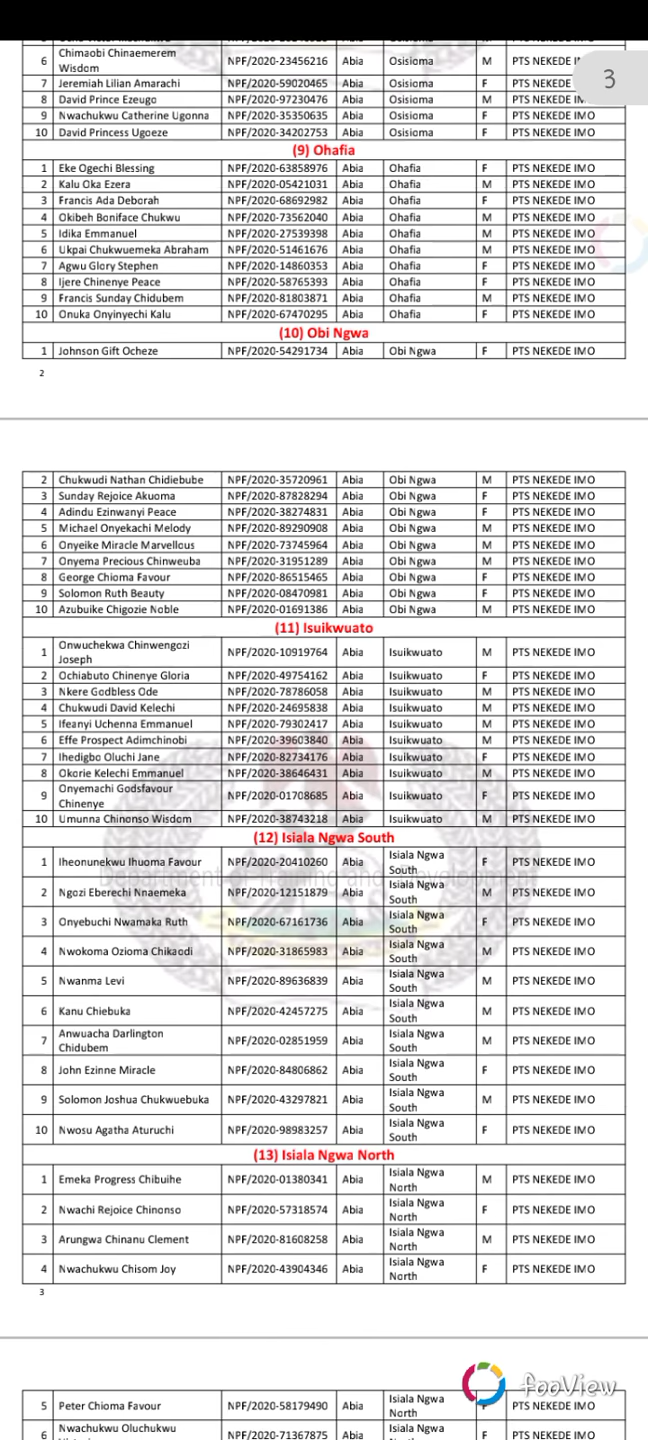 6 Chimaobi Chinaemerem Wisdom NPF/2020-23456216 Abia Osisioma M PTS NEKEDE
3
7 Jeremiah Lilian Amarachi NPF/2020-59020465 Abia Osisioma F PTS NEKEDE
8 David Prince Ezeugo NPF/2020-97230476 Abia Osisioma M PTS NEKEDE
9 Nwachukwu Catherine Ugonna NPF/2020-35350635 Abia Osisioma F PTS NEKEDE IMO
10 David Princess Ugoeze NPF/2020-34202753 Abia Osisioma F PTS NEKEDE IMO
(9) Ohafia
1 Eke Ogechi Blessing NPF/2020-63858976 Abia Ohafia F PTS NEKEDE IMO
2 Kalu Oka Ezera NPF/2020-05421031 Abia Ohafia M PTS NEKEDE IMO
3 Francis Ada Deborah NPF/2020-68692982 Abia Ohafia F PTS NEKEDE IMO
4 Okibeh Boniface Chukwu NPF/2020-73562040 Abia Ohafia M PTS NEKEDE IMO
5 Idika Emmanuel NPF/2020-27539398 Abia Ohafia M PTS NEKEDE IMO
6 Ukpai Chukwuemeka Abraham NPF/2020-51461676 Abia Ohafia M PTS NEKEDE IMO
7 Agwu Glory Stephen NPF/2020-14860353 Abia Ohafia F PTS NEKEDE IMO
8 Ijere Chinenye Peace NPF/2020-58765393 Abia Ohafia F PTS NEKEDE IMO
9 Francis Sunday Chidubem NPF/2020-81803871 Abia Ohafia M PTS NEKEDE IMO
10 Onuka Onyinyechi Kalu NPF/2020-67470295 Abia Ohafia F PTS NEKEDE IMO
(10) Obi Ngwa
1 Johnson Gift Ocheze NPF/2020-54291734 Abia Obi Ngwa F PTS NEKEDE IMO
2
2 Chukwudi Nathan Chidiebube NPF/2020-35720961 Abia Obi Ngwa M PTS NEKEDE IMO
3 Sunday Rejoice Akuoma NPF/2020-87828294 Abia Obi Ngwa F PTS NEKEDE IMO
4 Adindu Ezinwanyi Peace NPF/2020-38274831 Abia Obi Ngwa F PTS NEKEDE IMO
5 Michael Onyekachi Melody NPF/2020-89290908 Abia Obi Ngwa M PTS NEKEDE IMO
6 Onyeike Miracle Marvellous NPF/2020-73745964 Abia Obi Ngwa M PTS NEKEDE IMO
7 Onyema Precious Chinweuba NPF/2020-31951289 Abia Obi Ngwa M PTS NEKEDE IMO
8 George Chioma Favour NPF/2020-86515465 Abia Obi Ngwa F PTS NEKEDE IMO
9 Solomon Ruth Beauty NPF/2020-08470981 Abia Obi Ngwa F PTS NEKEDE IMO
10 Azubuike Chigozie Noble NPF/2020-01691386 Abia Obi Ngwa M PTS NEKEDE IMO
(11) Isuikwuato
1 Onwuchekwa Chinwengozi Joseph NPF/2020-10919764 Abia Isuikwuato M PTS NEKEDE IMO
2 Ochiabuto Chinenye Gloria NPF/2020-49754162 Abia Isuikwuato F PTS NEKEDE IMO
3 Nkere Godbless Ode NPF/2020-78786058 Abia Isuikwuato M PTS NEKEDE IMO
4 Chukwudi David Kelechi NPF/2020-24695838 Abia Isuikwuato M PTS NEKEDE IMO
5 Ifeanyi Uchenna Emmanuel NPF/2020-79302417 Abia Isuikwuato M PTS NEKEDE IMO
6 Effe Prospect Adimchinobi NPF/2020-39603840 Abia Isuikwuato M PTS NEKEDE IMO
7 Ihedigbo Oluchi Jane NPF/2020-82734176 Abia Isuikwuato F PTS NEKEDE IMO
8 Okorie Kelechi Emmanuel NPF/2020-38646431 Abia Isuikwuato M PTS NEKEDE IMO
9 Onyemachi Godsfavour Chinenye NPF/2020-01708685 Abia Isuikwuato F PTS NEKEDE IMO
10 Umunna Chinonso Wisdom NPF/2020-38743218 Abia Isuikwuato M PTS NEKEDE IMO
(12) Isiala Ngwa South
1 Iheonunekwu Ihuoma Favour NPF/2020-20410260 Abia Isiala Ngwa South F PTS NEKEDE IMO
Department of Training and Development
2 Ngozi Eberechi Nnaemeka NPF/2020-12151879 Abia Isiala Ngwa South M PTS NEKEDE IMO
3 Onyebuchi Nwamaka Ruth NPF/2020-67161736 Abia Isiala Ngwa South F PTS NEKEDE IMO
4 Nwokoma Ozioma Chikaodi NPF/2020-31865983 Abia Isiala Ngwa South M PTS NEKEDE IMO
5 Nwanma Levi NPF/2020-89636839 Abia Isiala Ngwa South M PTS NEKEDE IMO
6 Kanu Chiebuka NPF/2020-42457275 Abia Isiala Ngwa South M PTS NEKEDE IMO
7 Anwuacha Darlington Chidubem NPF/2020-02851959 Abia Isiala Ngwa South M PTS NEKEDE IMO
8 John Ezinne Miracle NPF/2020-84806862 Abia Isiala Ngwa South F PTS NEKEDE IMO
9 Solomon Joshua Chukwuebuka NPF/2020-43297821 Abia Isiala Ngwa South M PTS NEKEDE IMO
10 Nwosu Agatha Aturuchi NPF/2020-98983257 Abia Isiala Ngwa South F PTS NEKEDE IMO
(13) Isiala Ngwa North
1 Emeka Progress Chibuihe NPF/2020-01380341 Abia Isiala Ngwa North M PTS NEKEDE IMO
2 Nwachi Rejoice Chinonso NPF/2020-57318574 Abia Isiala Ngwa North F PTS NEKEDE IMO
3 Arungwa Chinanu Clement NPF/2020-81608258 Abia Isiala Ngwa North M PTS NEKEDE IMO
4 Nwachukwu Chisom Joy NPF/2020-43904346 Abia Isiala Ngwa North F PTS NEKEDE IMO
3
fooView
5 Peter Chioma Favour NPF/2020-58179490 Abia Isiala Ngwa North F PTS NEKEDE IMO
6 Nwachukwu Oluchukwu NPF/2020-71367875 Abia Isiala Ngwa F PTS NEKEDE IMO